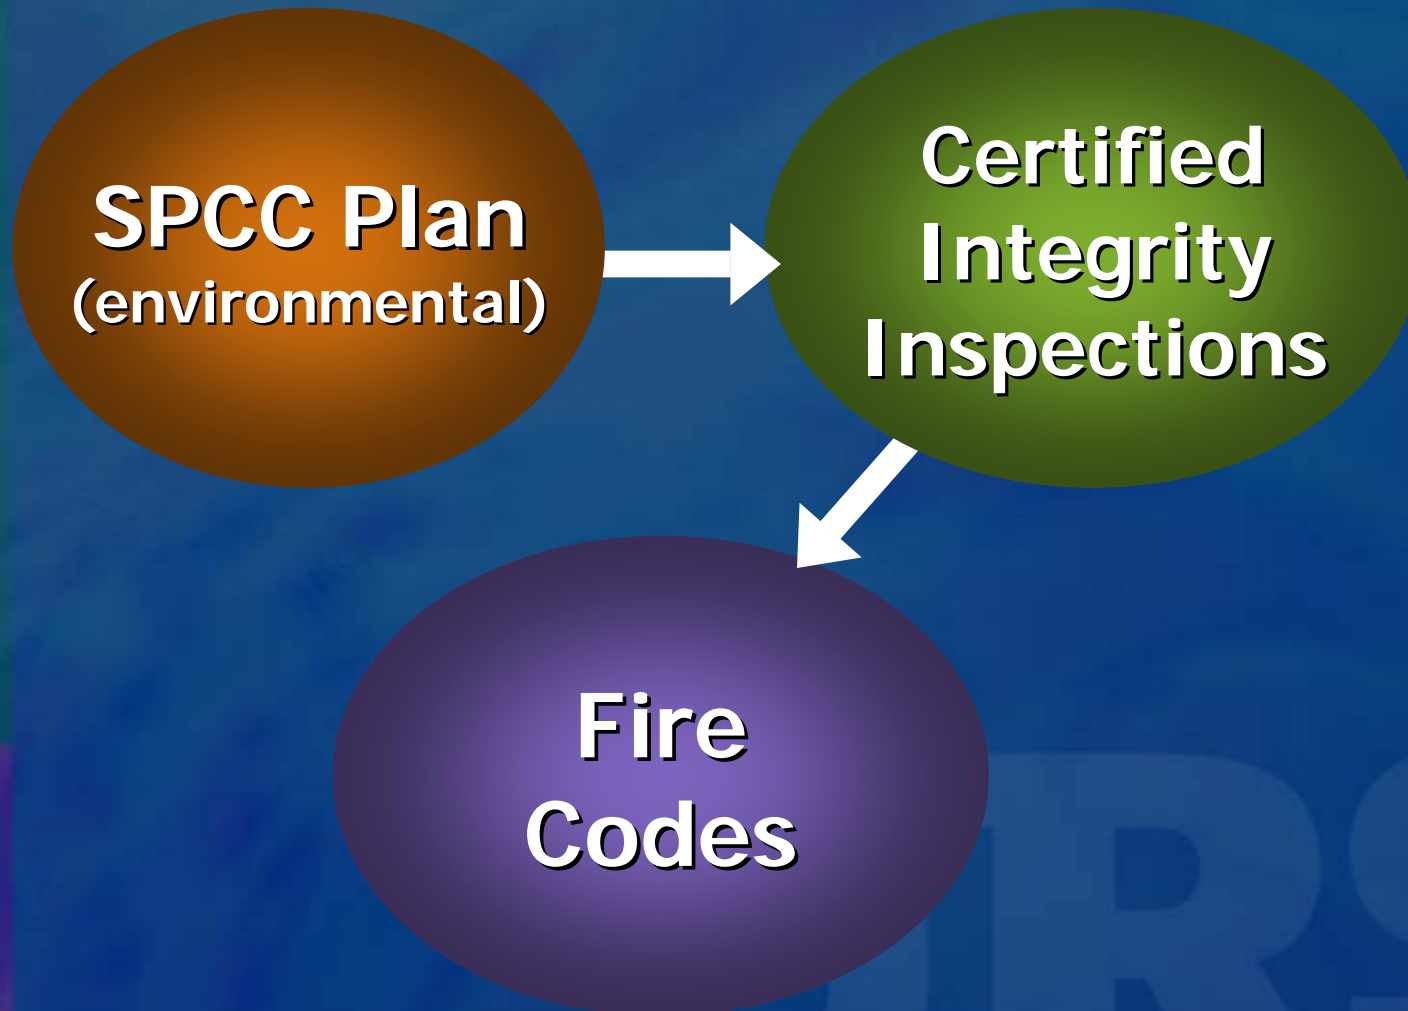 SPCC Plan
(environmental)
Certified
Integrity
Inspections
Fire
Codes